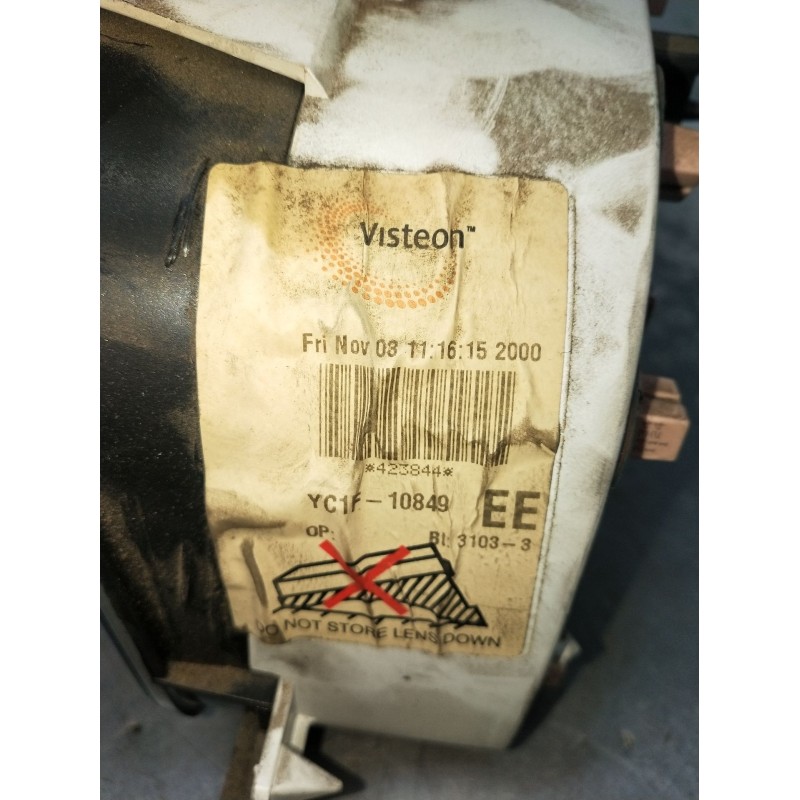 Visteon™
Fri Nov 03 11:16:15 2000
*423844*
YC1F-10849 EE
OP: BI: 3103-3
DO NOT STORE LENS DOWN